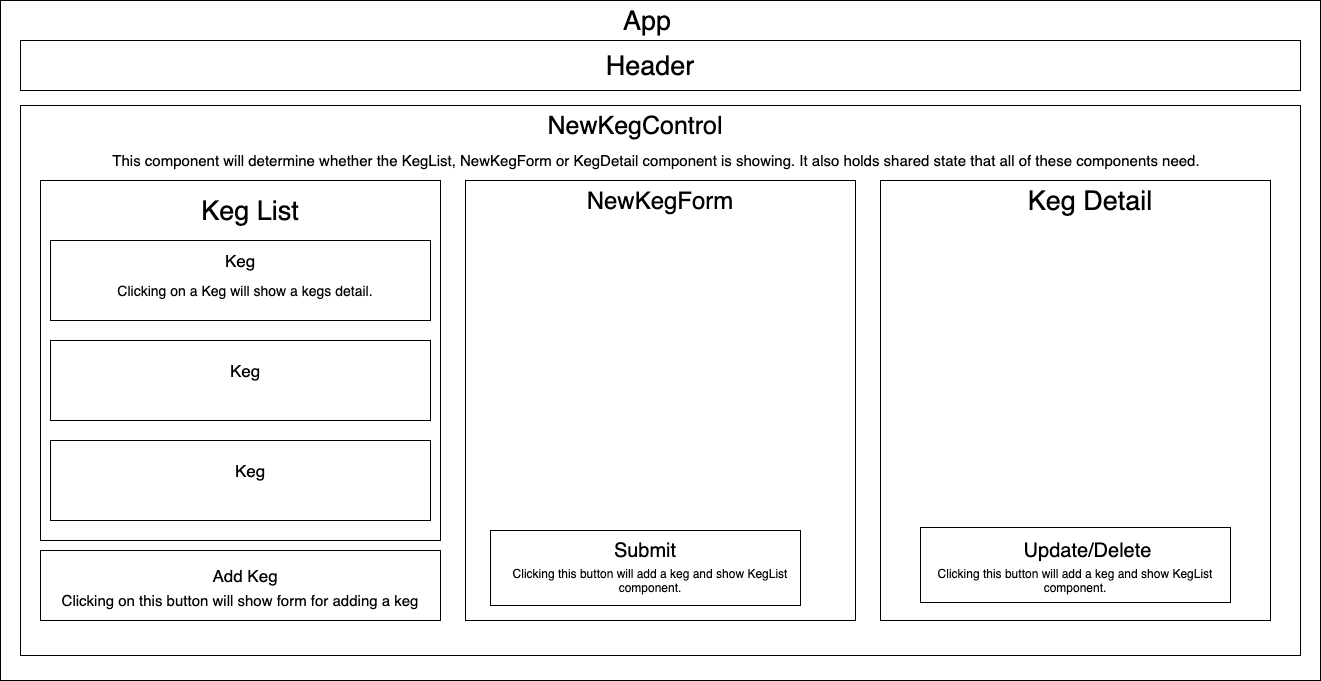 App
Header
NewKegControl
This component will determine whether the KegList, NewKegForm or KegDetail component is showing. It also holds shared state that all of these components need.
Keg List
Keg
Clicking on a Keg will show a kegs detail.
Keg
Keg
Add Keg
Clicking on this button will show form for adding a keg
NewKegForm
Submit
Clicking this button will add a keg and show KegList
component.
Keg Detail
Update/Delete
Clicking this button will add a keg and show KegList
component.